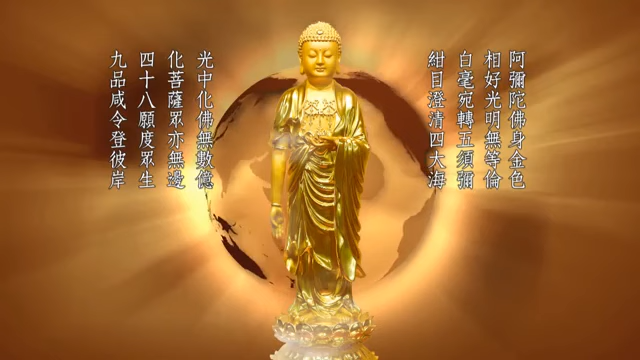 阿彌陀佛身金色
相好光明無等倫
白毫宛轉五須彌
紺目澄清四大海
光中化佛無數億
化菩薩眾亦無邊
四十八願度眾生
九品咸令登彼岸